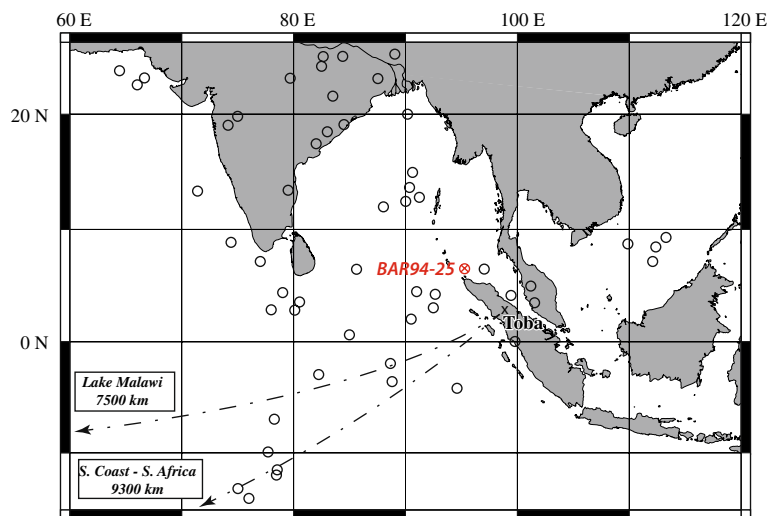 60 E 80 E 100 E 120 E
20 N
BAR94-25
x
Toba
0 N
Lake Malawi
7500 km
S. Coast - S. Africa
9300 km